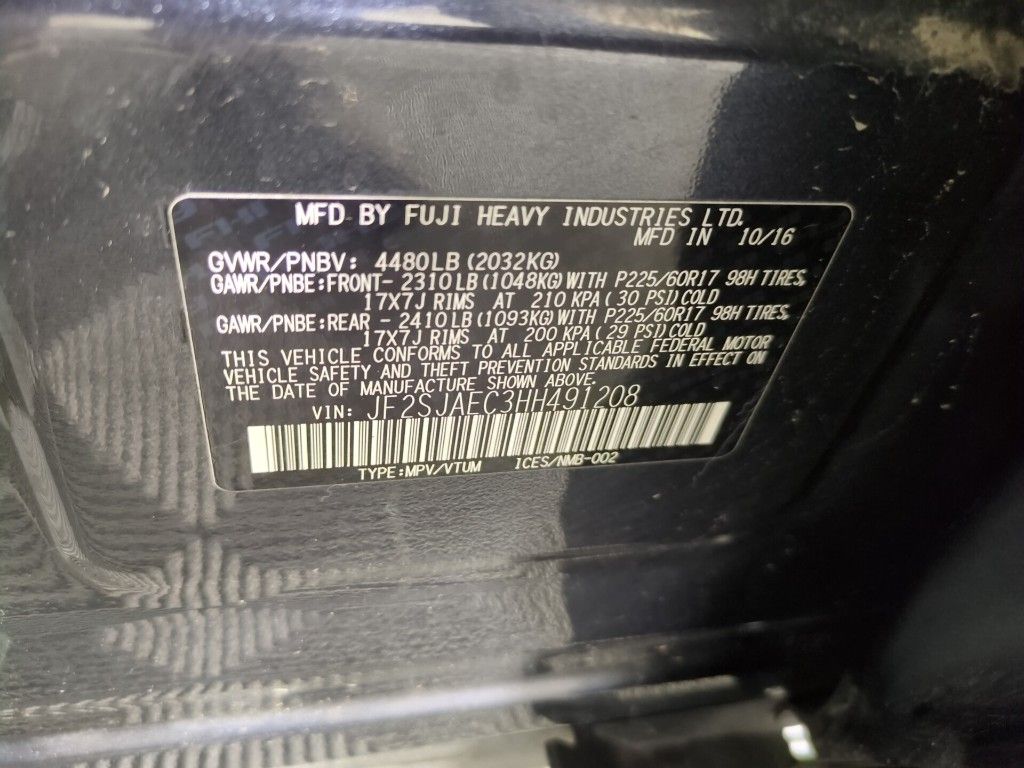 MFD BY FUJI HEAVY INDUSTRIES LTD.
MFD IN 10/16
GVWR/PNBV: 4480LB (2032KG)
GAWR/PNBE:FRONT- 2310LB (1048KG) WITH P225/60R17 98H TIRES,
17X7J RIMS AT 210 KPA ( 30 PSI) COLD
GAWR/PNBE:REAR - 2410LB (1093KG) WITH P225/60R17 98H TIRES,
17X7J RIMS AT 200 KPA ( 29 PSI) COLD
THIS VEHICLE CONFORMS TO ALL APPLICABLE FEDERAL MOTOR
VEHICLE SAFETY AND THEFT PREVENTION STANDARDS IN EFFECT ON
THE DATE OF MANUFACTURE SHOWN ABOVE.
VIN: JF2SJAEC3HH491208
TYPE:MPV/VTUM ICES/NMB-002